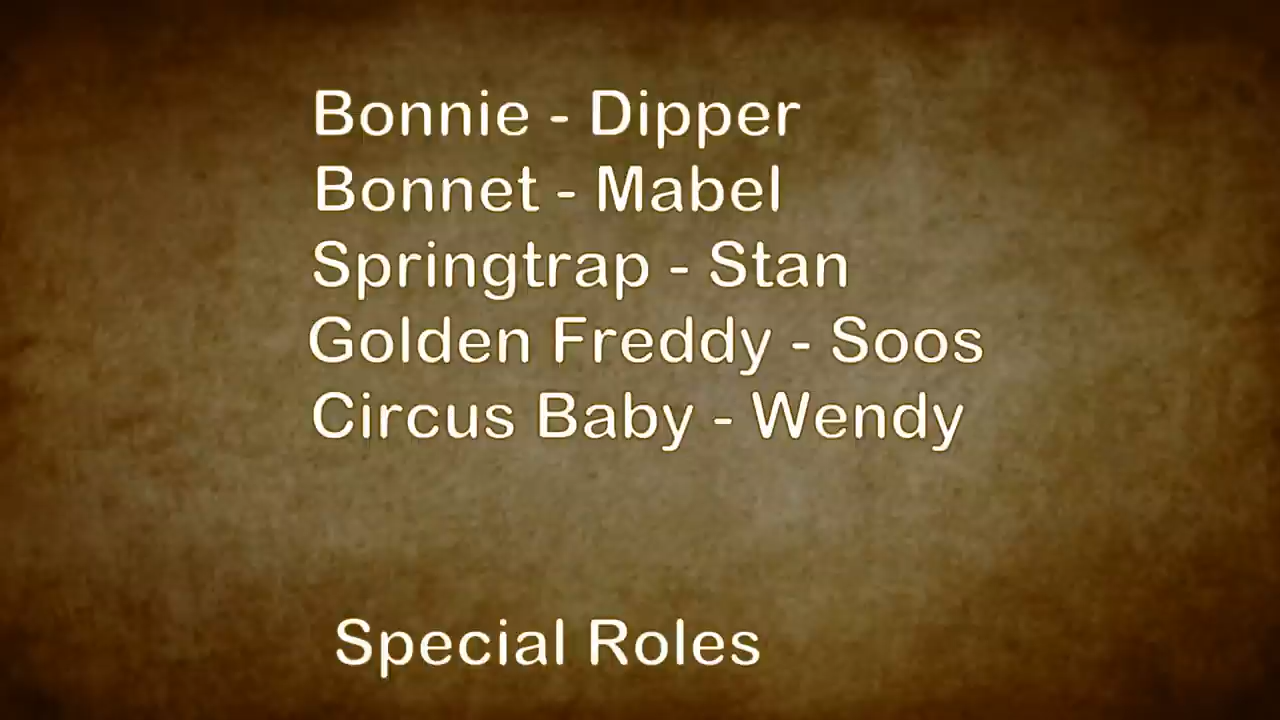 Bonnie - Dipper
Bonnet - Mabel
Springtrap - Stan
Golden Freddy - Soos
Circus Baby - Wendy
Special Roles